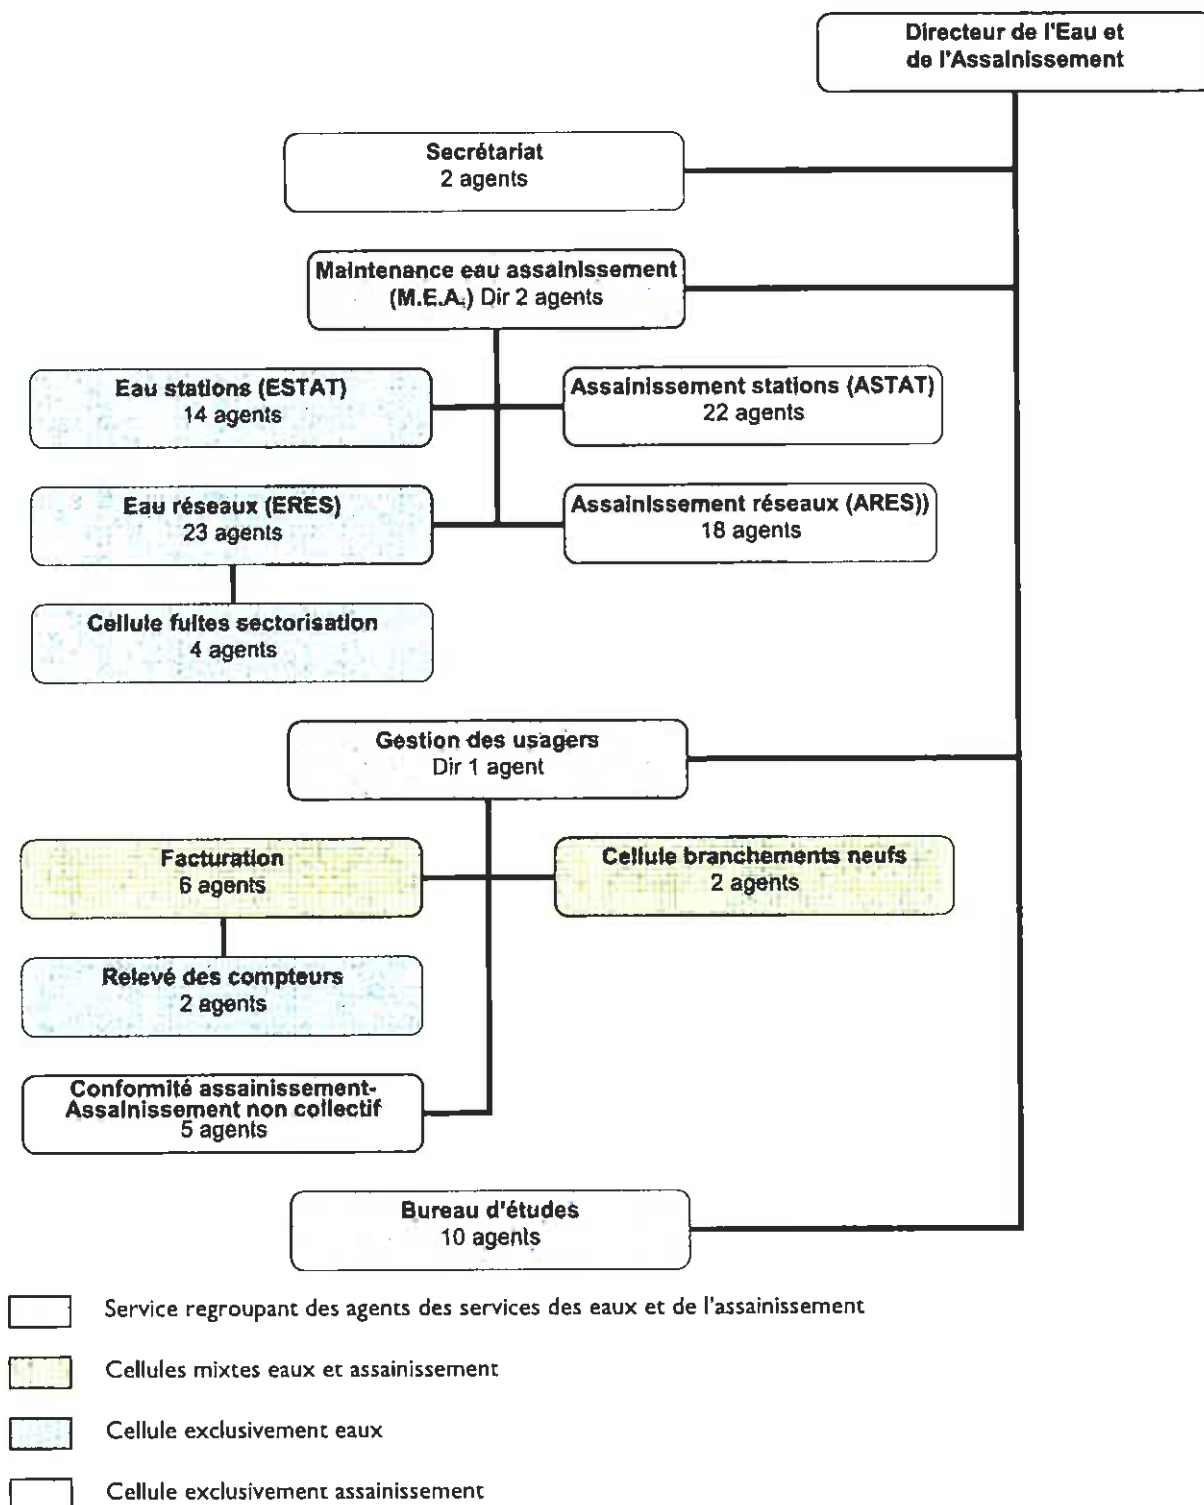 Directeur de l'Eau et
de l'Assainissement
Secrétariat
2 agents
Maintenance eau assainissement
(M.E.A.) Dir 2 agents
Eau stations (ESTAT)
14 agents
Assainissement stations (ASTAT)
22 agents
Eau réseaux (ERES)
23 agents
Assainissement réseaux (ARES))
18 agents
Cellule fuites sectorisation
4 agents
Gestion des usagers
Dir 1 agent
Facturation
6 agents
Cellule branchements neufs
2 agents
Relevé des compteurs
2 agents
Conformité assainissement-
Assainissement non collectif
5 agents
Bureau d'études
10 agents
Service regroupant des agents des services des eaux et de l'assainissement
Cellules mixtes eaux et assainissement
Cellule exclusivement eaux
Cellule exclusivement assainissement